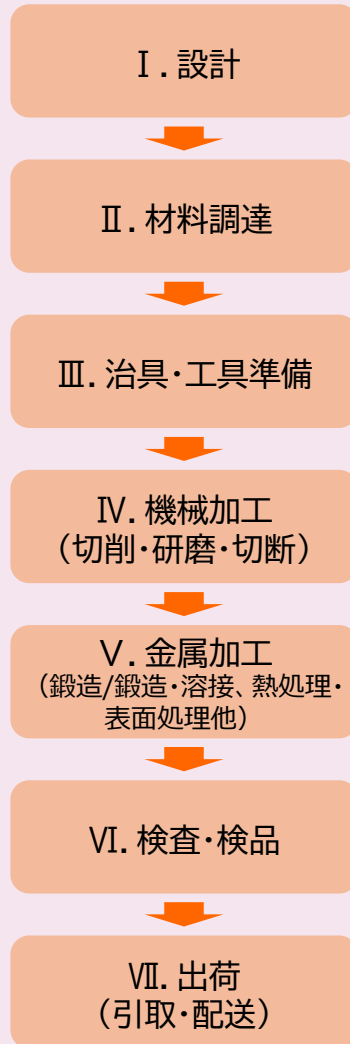 Ⅰ．設計
Ⅱ．材料調達
Ⅲ．治具・工具準備
Ⅳ．機械加工
（切削・研磨・切断）
Ⅴ．金属加工
（鍛造/鍛造・溶接、熱処理・
表面処理他）
Ⅵ．検査・検品
Ⅶ．出荷
（引取・配送）